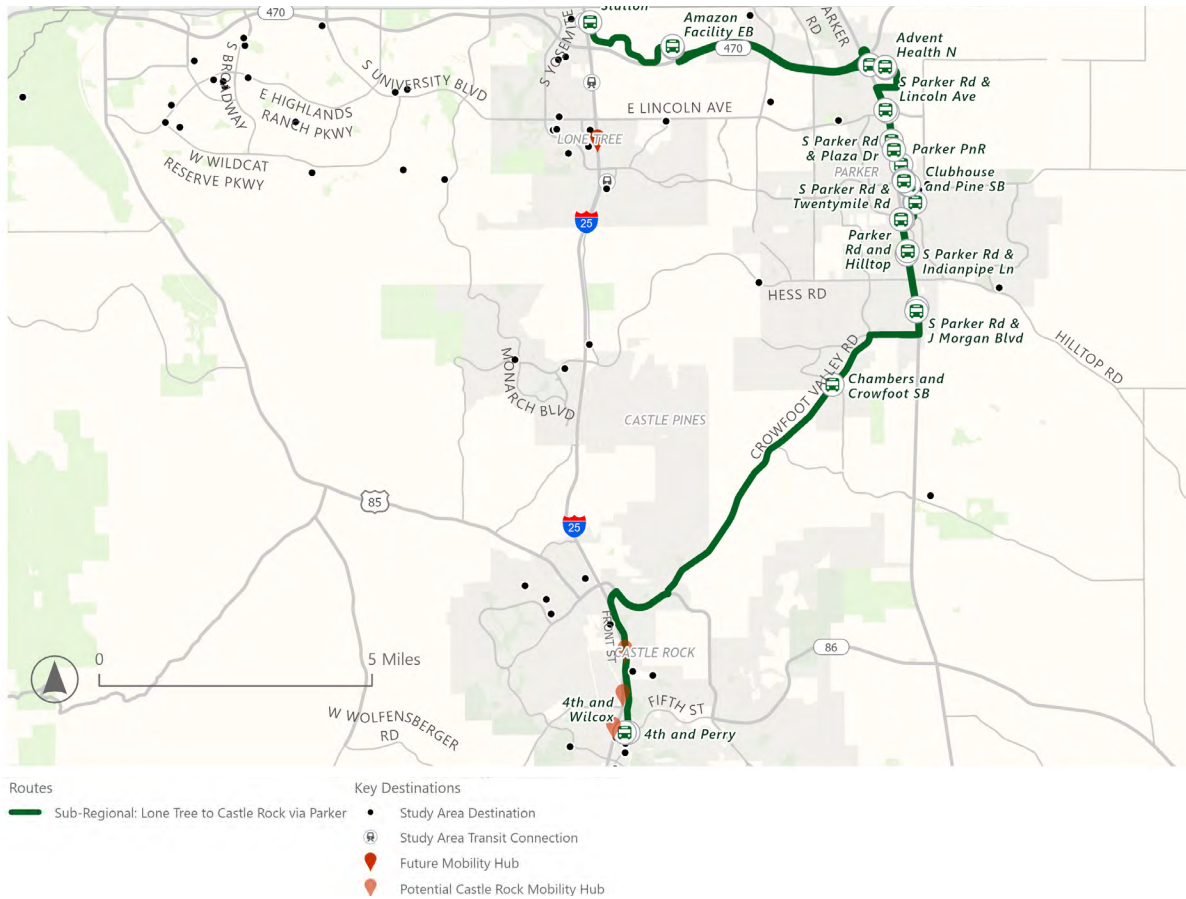 470
Station
Amazon
Facility EB
470
PARKER
RD
Advent
Health N
S YOSEMITE
S BROADWAY
S UNIVERSITY BLVD
E HIGHLANDS
RANCH PKWY
W WILDCAT
RESERVE PKWY
E LINCOLN AVE
LONE TREE
S Parker Rd &
Lincoln Ave
S Parker Rd
& Plaza Dr
Parker PnR
PARKER
Clubhouse
and Pine SB
S Parker Rd &
Twentymile Rd
25
Parker
Rd and
Hilltop
S Parker Rd &
Indianpipe Ln
HESS RD
S Parker Rd &
J Morgan Blvd
HILLTOP RD
MONARCH BLVD
CROWFOOT VALLEY RD
Chambers and
Crowfoot SB
CASTLE PINES
85
25
FRONT ST
CASTLE ROCK
86
0
5 Miles
4th and
Wilcox
FIFTH ST
4th and Perry
W WOLFENSBERGER
RD
Routes
Sub-Regional: Lone Tree to Castle Rock via Parker
Key Destinations
Study Area Destination
Study Area Transit Connection
Future Mobility Hub
Potential Castle Rock Mobility Hub